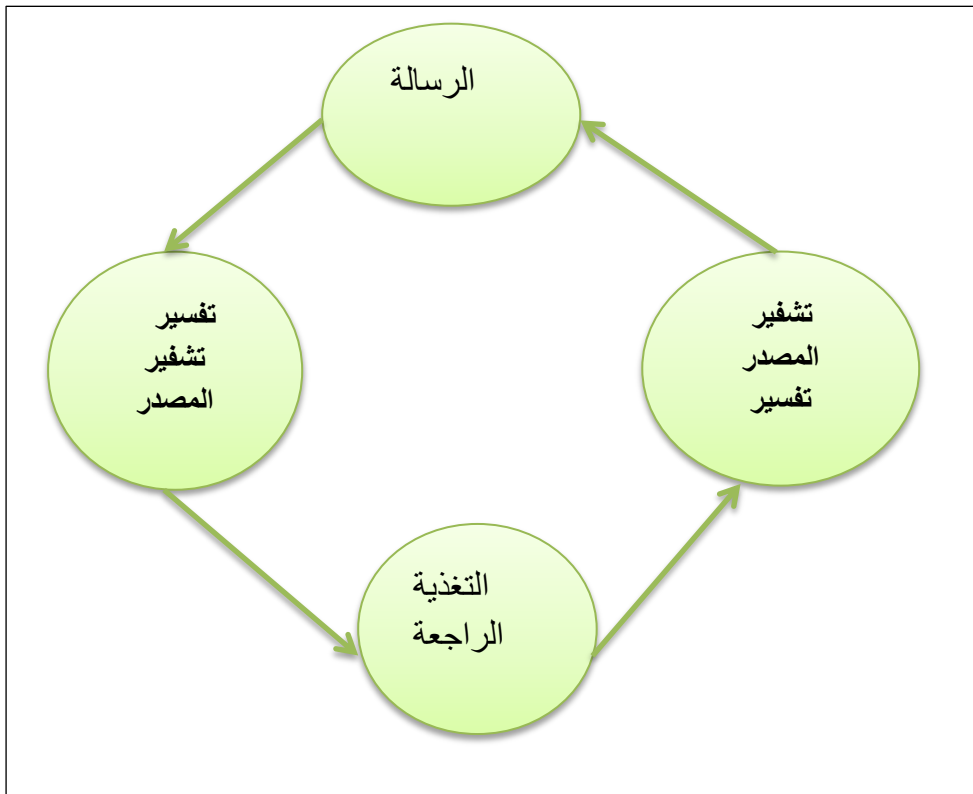 الرسالة
تشفير
المصدر
تفسير
تفسير
تشفير
المصدر
التغذية
الراجعة